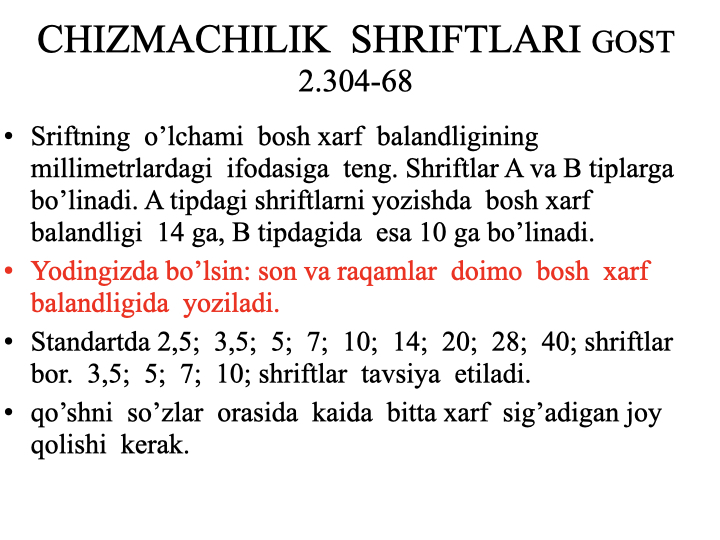 CHIZMACHILIK SHRIFTLARI GOST
2.304-68
• Sriftning o’lchami bosh xarf balandligining
millimetrlardagi ifodasiga teng. Shriftlar A va B tiplarga
bo’linadi. A tipdagi shriftlarni yozishda bosh xarf
balandligi 14 ga, B tipdagida esa 10 ga bo’linadi.
• Yodingizda bo’lsin: son va raqamlar doimo bosh xarf
balandligida yoziladi.
• Standartda 2,5; 3,5; 5; 7; 10; 14; 20; 28; 40; shriftlar
bor. 3,5; 5; 7; 10; shriftlar tavsiya etiladi.
• qo’shni so’zlar orasida kaida bitta xarf sig’adigan joy
qolishi kerak.